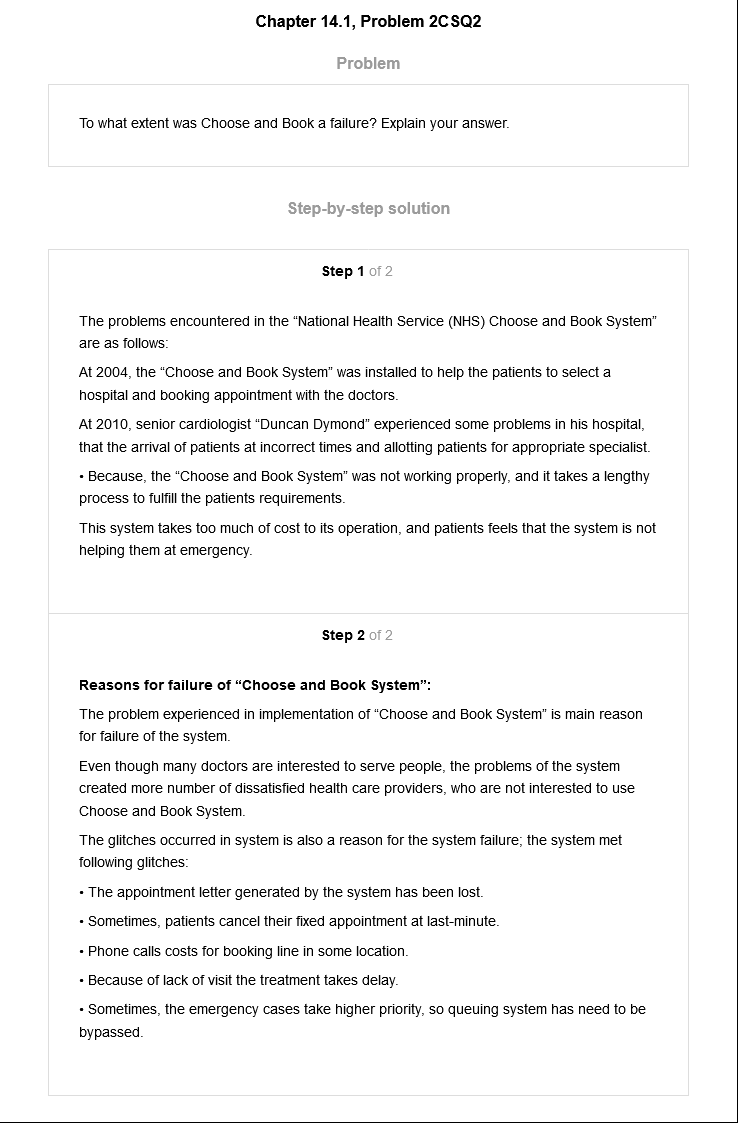 Chapter 14.1, Problem 2CSQ2
Problem
To what extent was Choose and Book a failure? Explain your answer.
Step-by-step solution
Step 1 of 2
The problems encountered in the “National Health Service (NHS) Choose and Book System”
are as follows:
At 2004, the “Choose and Book System” was installed to help the patients to select a
hospital and booking appointment with the doctors.
At 2010, senior cardiologist “Duncan Dymond” experienced some problems in his hospital,
that the arrival of patients at incorrect times and allotting patients for appropriate specialist.
• Because, the “Choose and Book System” was not working properly, and it takes a lengthy
process to fulfill the patients requirements.
This system takes too much of cost to its operation, and patients feels that the system is not
helping them at emergency.
Step 2 of 2
Reasons for failure of “Choose and Book System”:
The problem experienced in implementation of “Choose and Book System” is main reason
for failure of the system.
Even though many doctors are interested to serve people, the problems of the system
created more number of dissatisfied health care providers, who are not interested to use
Choose and Book System.
The glitches occurred in system is also a reason for the system failure; the system met
following glitches:
• The appointment letter generated by the system has been lost.
• Sometimes, patients cancel their fixed appointment at last-minute.
• Phone calls costs for booking line in some location.
• Because of lack of visit the treatment takes delay.
• Sometimes, the emergency cases take higher priority, so queuing system has need to be
bypassed.